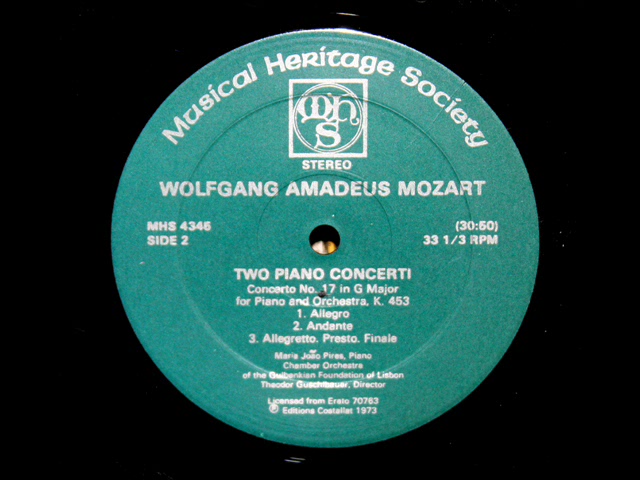 Musical Heritage Society
mhs
STEREO
WOLFGANG AMADEUS MOZART
MHS 4346
(30:50)
SIDE 2
33 1/3 RPM
TWO PIANO CONCERTI
Concerto No. 17 in G Major
for Piano and Orchestra, K. 453
1. Allegro
2. Andante
3. Allegretto. Presto. Finale
Maria João Pires, Piano
Chamber Orchestra
of the Gulbenkian Foundation of Lisbon
Theodor Guschlbauer, Director
Licensed from Erato 70763
℗ Editions Costallat 1973